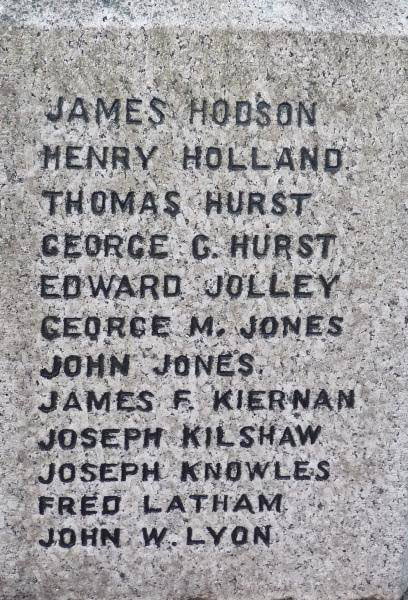 JAMES HODSON
HENRY HOLLAND.
THOMAS HURST
GEORGE G. HURST
EDWARD JOLLEY
GEORGE M. JONES
JOHN JONES.
JAMES F. KIERNAN
JOSEPH KILSHAW
JOSEPH KNOWLES
FRED LATHAM
JOHN W. LYON